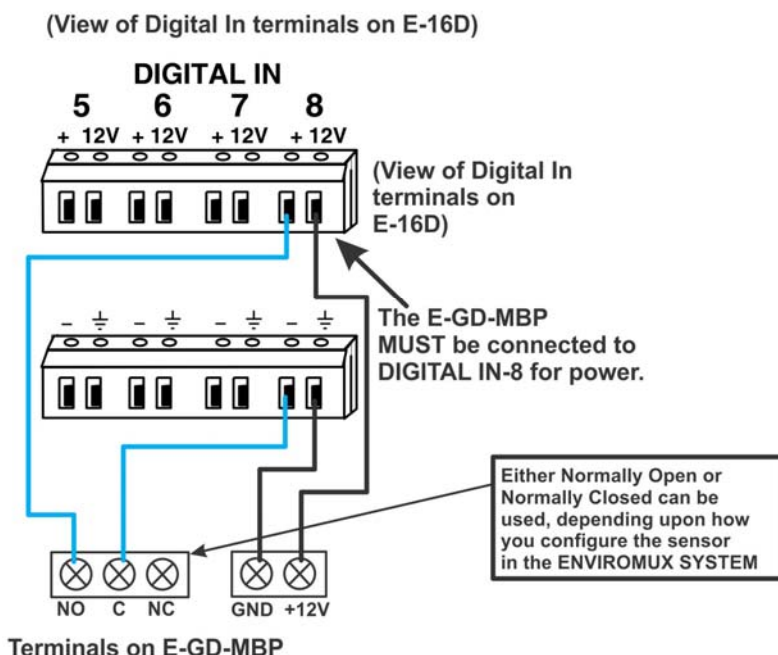 (View of Digital In terminals on E-16D)
DIGITAL IN
5 6 7 8
+ 12V + 12V + 12V + 12V
(View of Digital In
terminals on
E-16D)
The E-GD-MBP
MUST be connected to
DIGITAL IN-8 for power.
- ⏚ - ⏚ - ⏚ - ⏚
Either Normally Open or
Normally Closed can be
used, depending upon how
you configure the sensor
in the ENVIROMUX SYSTEM
NO C NC GND +12V
Terminals on E-GD-MBP